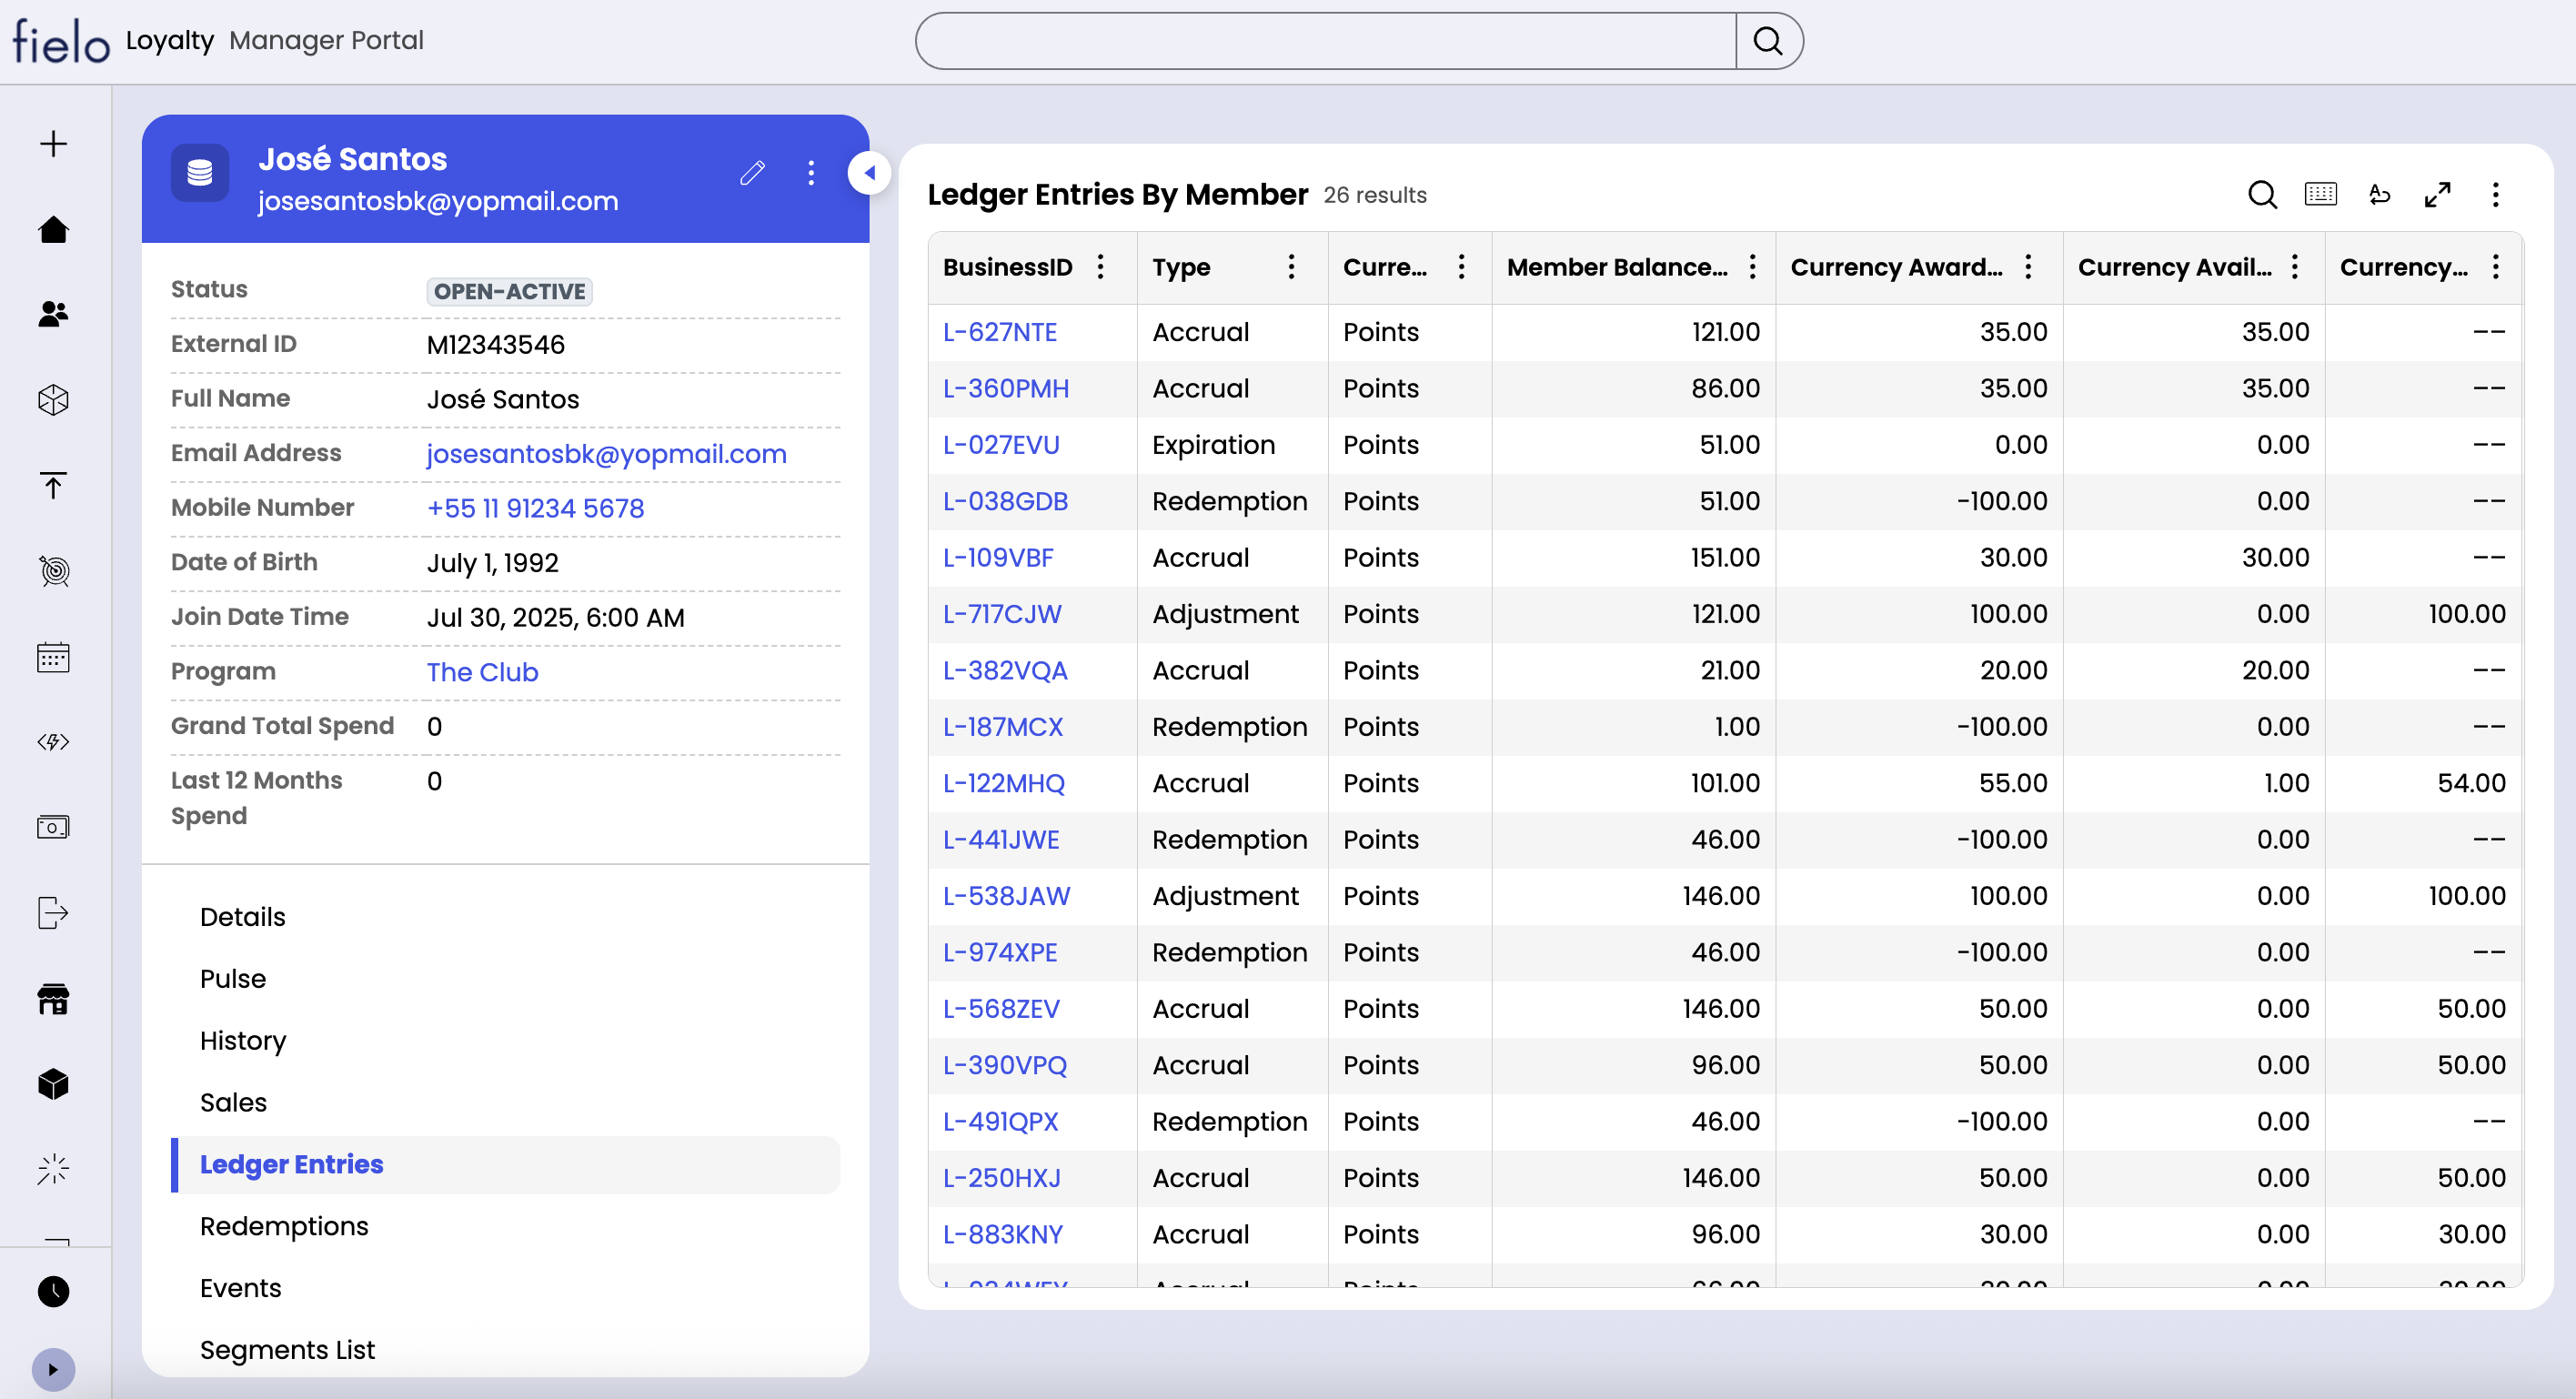 fielo Loyalty Manager Portal
José Santos
josesantosbk@yopmail.com
Status OPEN-ACTIVE
External ID M12343546
Full Name José Santos
Email Address josesantosbk@yopmail.com
Mobile Number +55 11 91234 5678
Date of Birth July 1, 1992
Join Date Time Jul 30, 2025, 6:00 AM
Program The Club
Grand Total Spend 0
Last 12 Months 0
Spend
Details
Pulse
History
Sales
Ledger Entries
Redemptions
Events
Segments List
Ledger Entries By Member 26 results
BusinessID Type Curre... Member Balance... Currency Award... Currency Avail... Currency...
L-627NTE Accrual Points 121.00 35.00 35.00 --
L-360PMH Accrual Points 86.00 35.00 35.00 --
L-027EVU Expiration Points 51.00 0.00 0.00 --
L-038GDB Redemption Points 51.00 -100.00 0.00 --
L-109VBF Accrual Points 151.00 30.00 30.00 --
L-717CJW Adjustment Points 121.00 100.00 0.00 100.00
L-382VQA Accrual Points 21.00 20.00 20.00 --
L-187MCX Redemption Points 1.00 -100.00 0.00 --
L-122MHQ Accrual Points 101.00 55.00 1.00 54.00
L-441JWE Redemption Points 46.00 -100.00 0.00 --
L-538JAW Adjustment Points 146.00 100.00 0.00 100.00
L-974XPE Redemption Points 46.00 -100.00 0.00 --
L-568ZEV Accrual Points 146.00 50.00 0.00 50.00
L-390VPQ Accrual Points 96.00 50.00 0.00 50.00
L-491QPX Redemption Points 46.00 -100.00 0.00 --
L-250HXJ Accrual Points 146.00 50.00 0.00 50.00
L-883KNY Accrual Points 96.00 30.00 0.00 30.00
Accrual Points 66.00 0.00